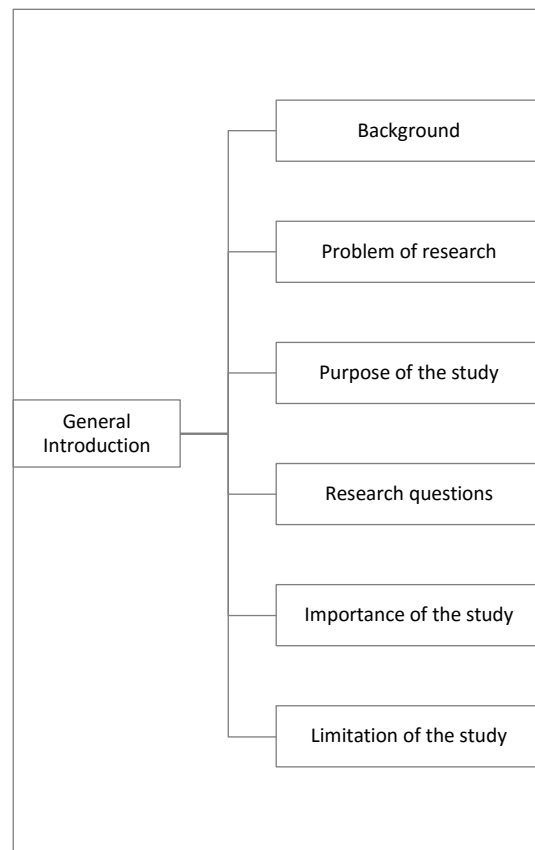 Background
Problem of research
Purpose of the study
General
Introduction
Research questions
Importance of the study
Limitation of the study